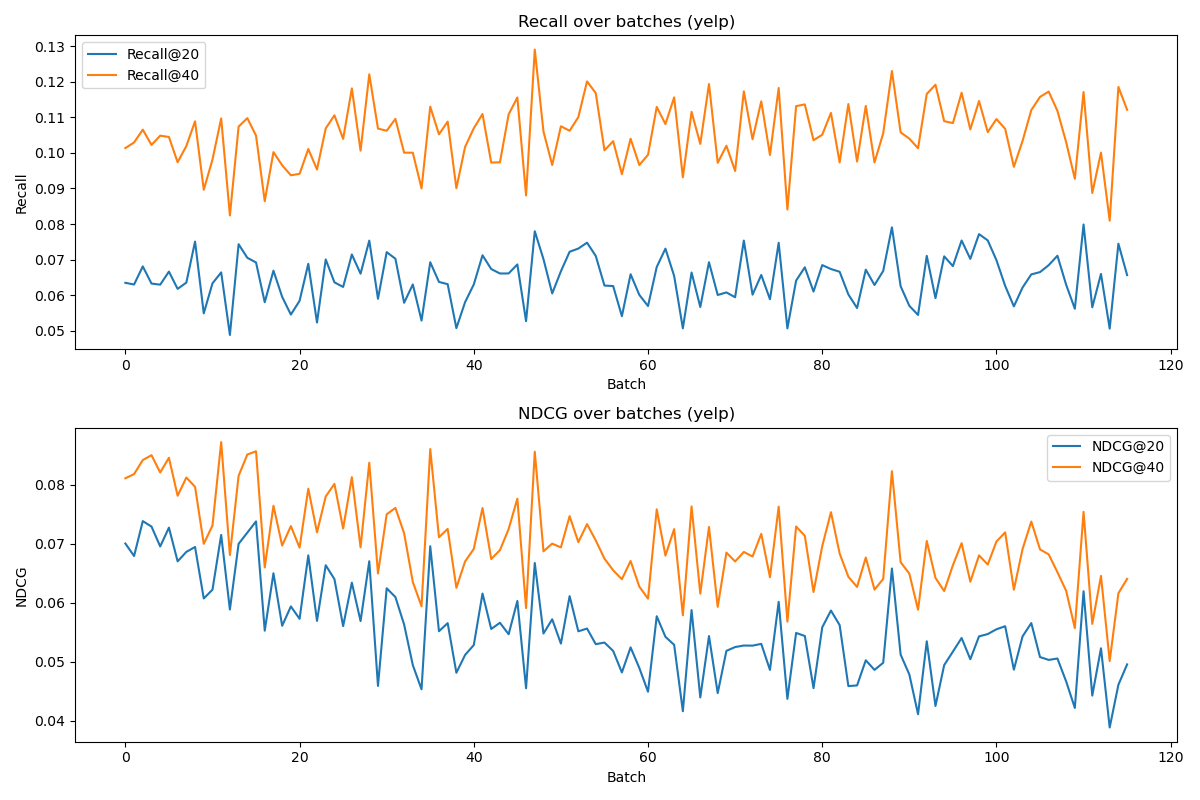 Recall over batches (yelp)
Recall@20
Recall@40
0.13
0.12
0.11
0.10
0.09
0.08
0.07
0.06
0.05
Recall
0 20 40 60 80 100 120
Batch
NDCG over batches (yelp)
NDCG@20
NDCG@40
0.08
0.07
0.06
0.05
0.04
NDCG
0 20 40 60 80 100 120
Batch